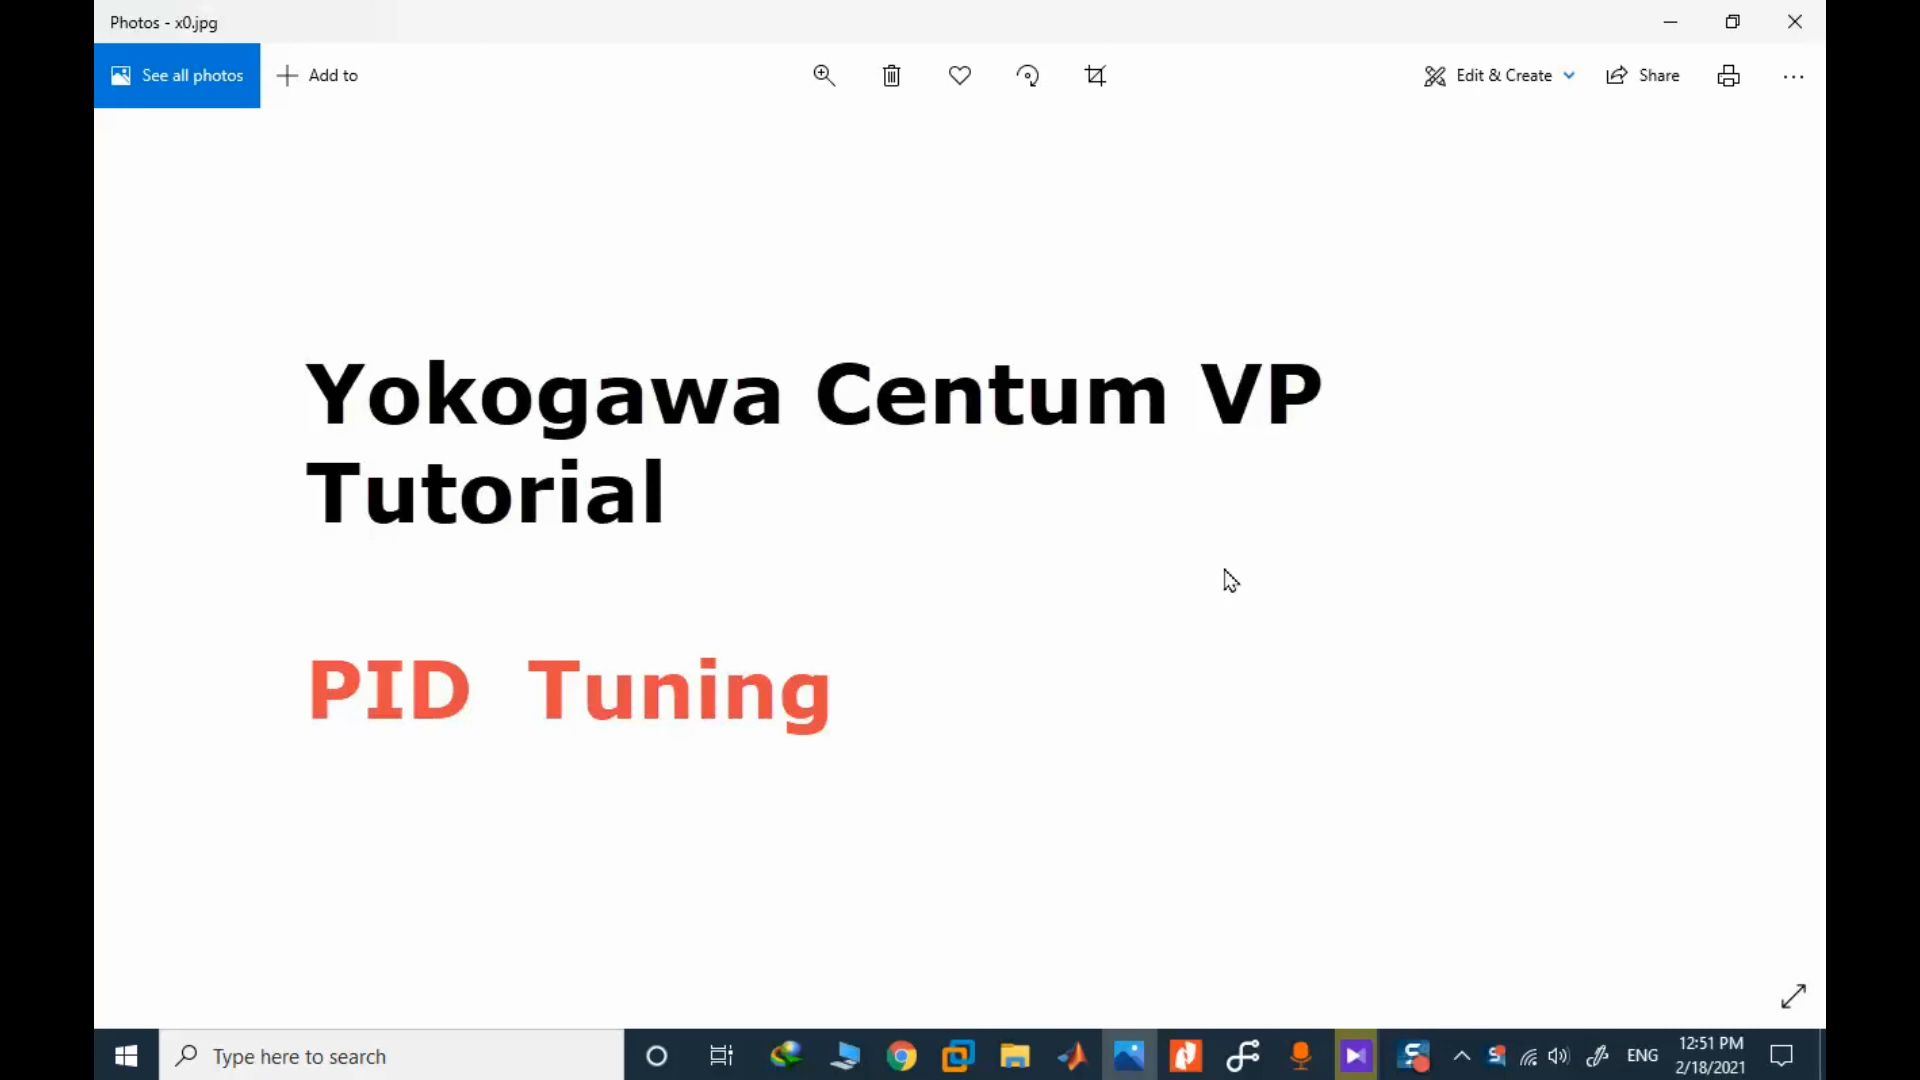 Photos - x0.jpg
See all photos
Add to
Edit & Create
Share
Yokogawa Centum VP
Tutorial
PID Tuning
Type here to search
ENG
12:51 PM
2/18/2021